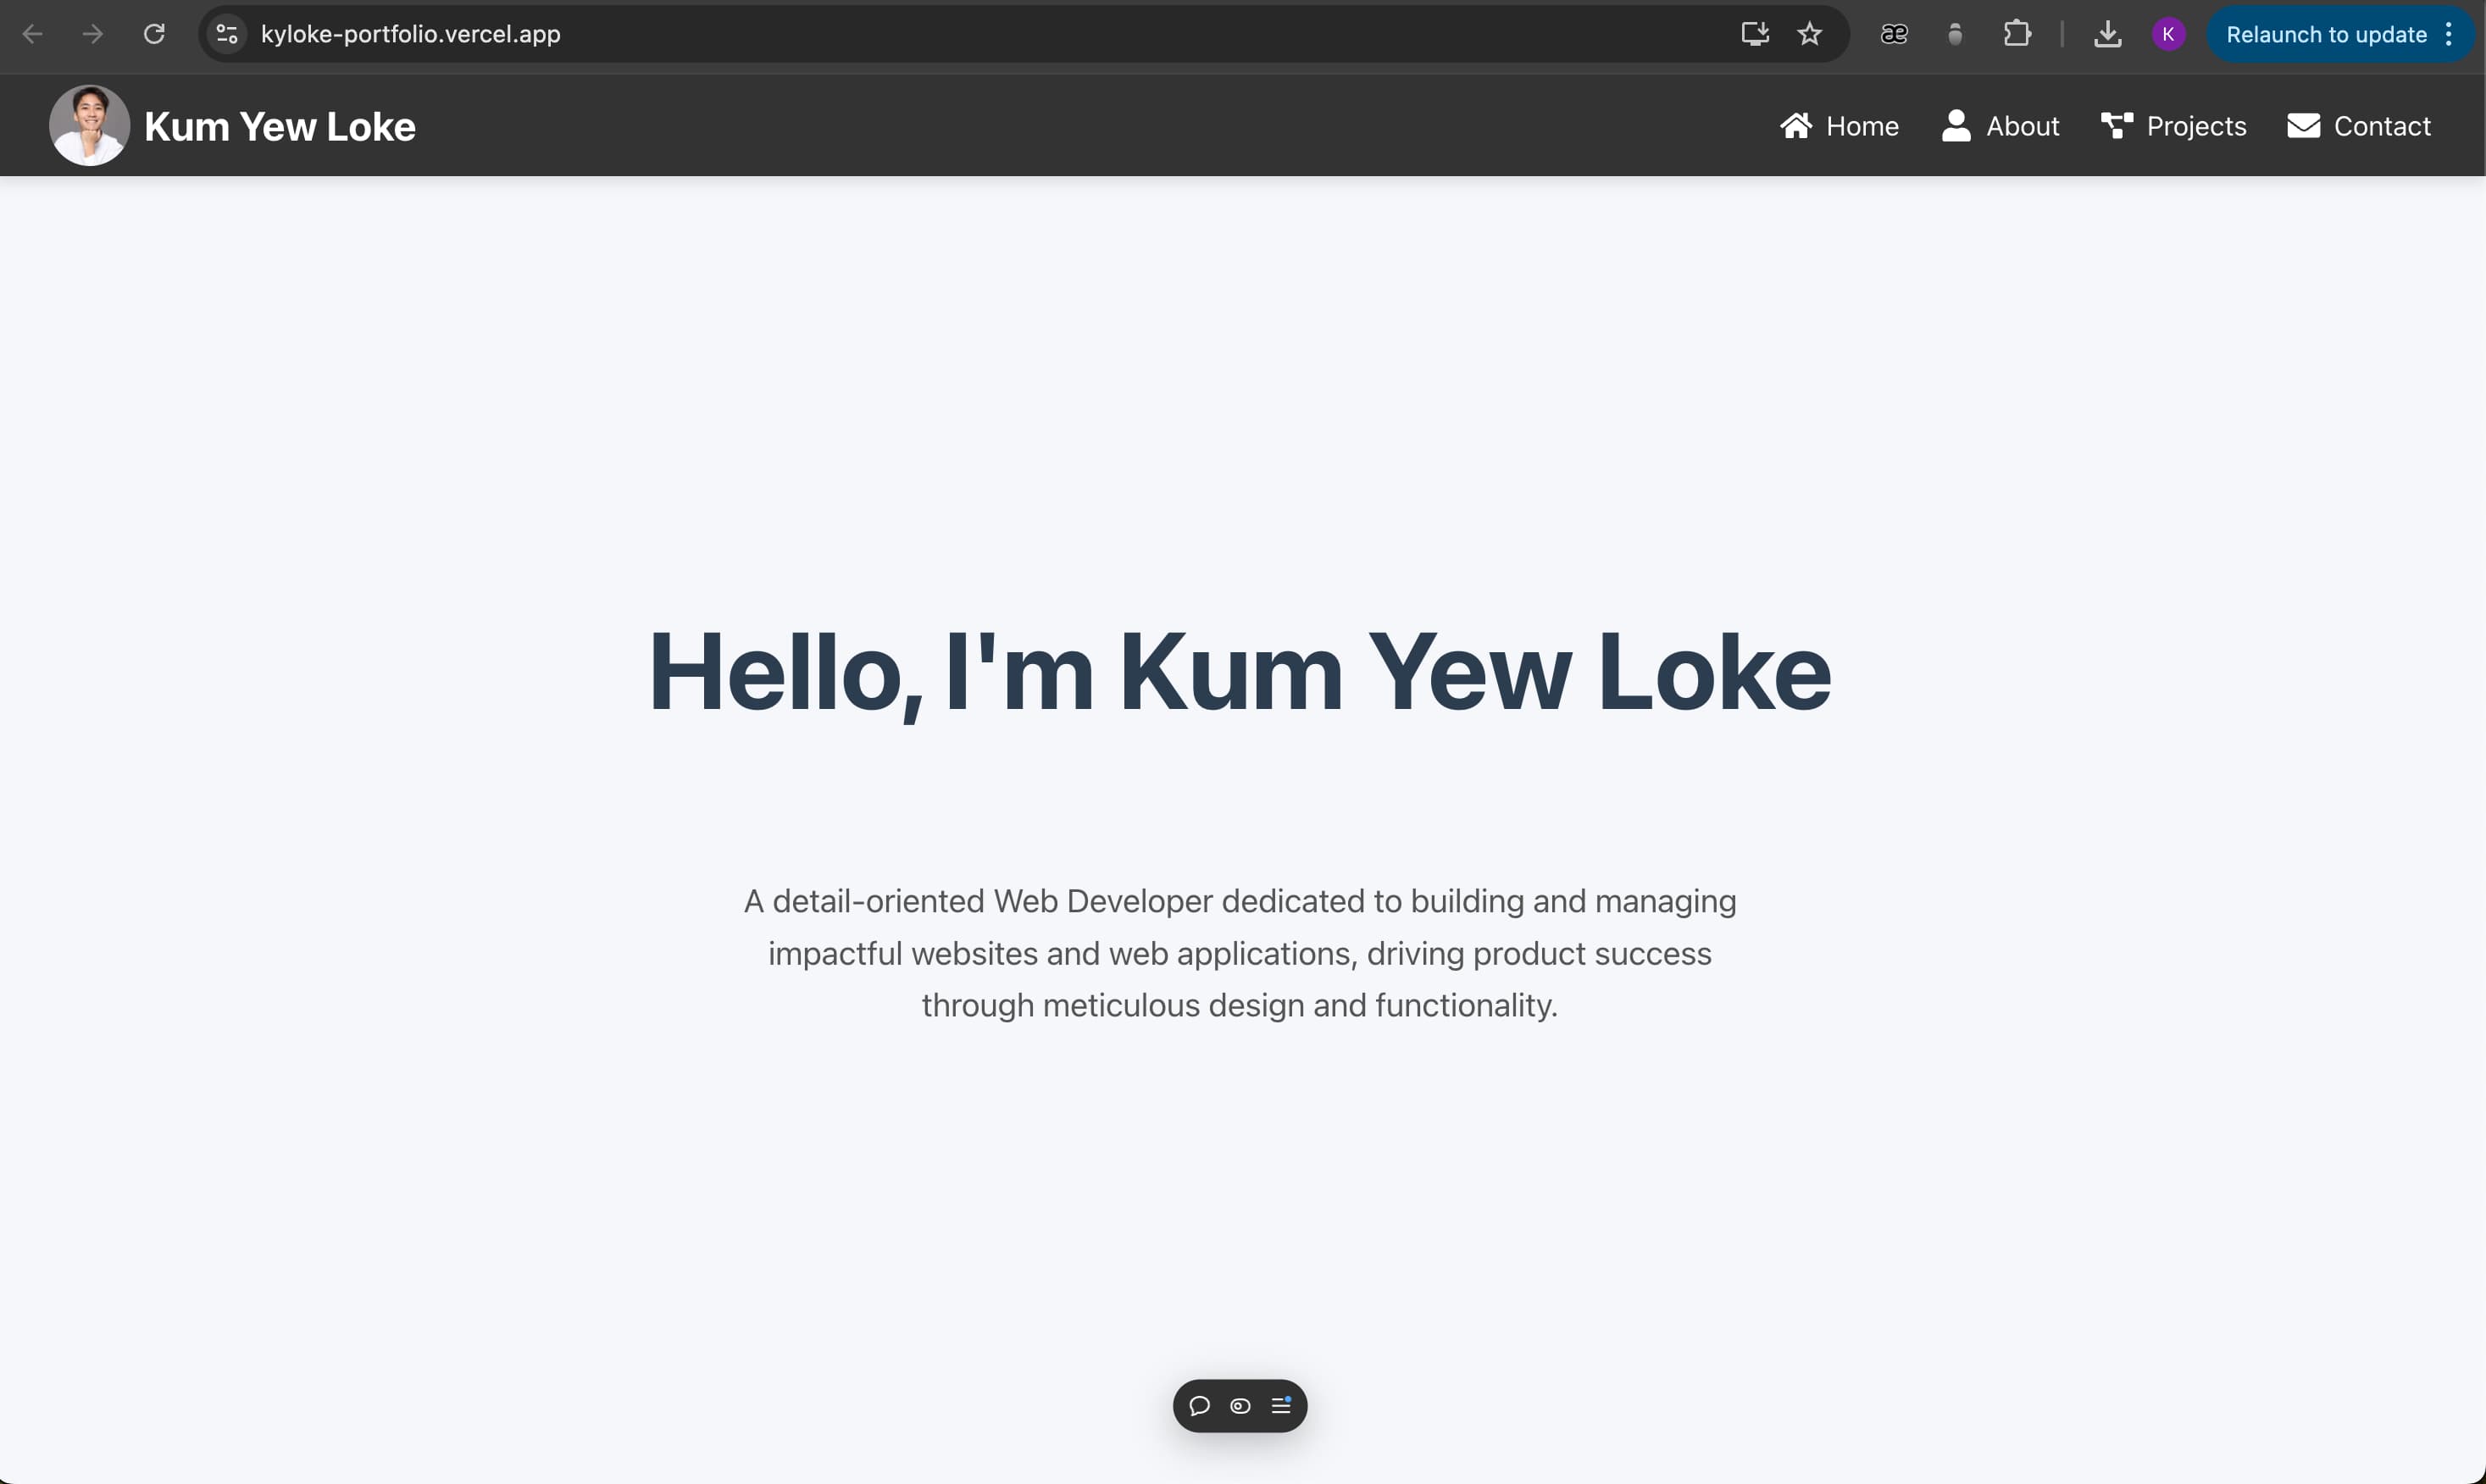 kyloke-portfolio.vercel.app
æ
K
Relaunch to update
Kum Yew Loke
Home
About
Projects
Contact
Hello, I'm Kum Yew Loke
A detail-oriented Web Developer dedicated to building and managing
impactful websites and web applications, driving product success
through meticulous design and functionality.